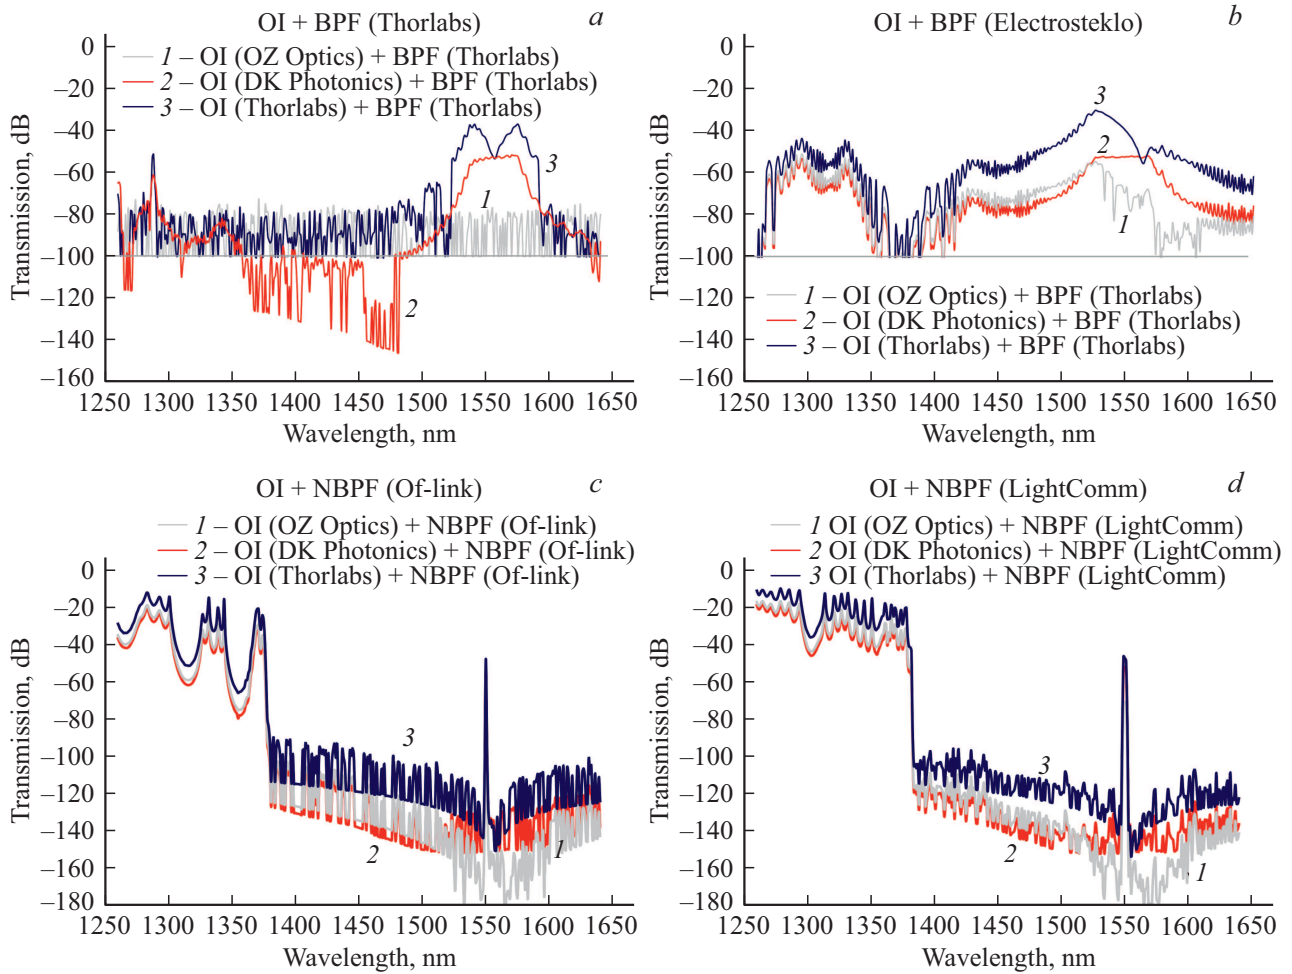 OI + BPF (Thorlabs)
a
1 – OI (OZ Optics) + BPF (Thorlabs)
2 – OI (DK Photonics) + BPF (Thorlabs)
3 – OI (Thorlabs) + BPF (Thorlabs)
0
–20
–40
–60
–80
–100
–120
–140
–160
Transmission, dB
3
1
2
1250 1300 1350 1400 1450 1500 1550 1600 1650
Wavelength, nm
OI + BPF (Electrosteklo)
b
0
–20
–40
–60
–80
–100
–120
–140
–160
Transmission, dB
3
2
1
1 – OI (OZ Optics) + BPF (Thorlabs)
2 – OI (DK Photonics) + BPF (Thorlabs)
3 – OI (Thorlabs) + BPF (Thorlabs)
1250 1300 1350 1400 1450 1500 1550 1600 1650
Wavelength, nm
OI + NBPF (Of-link)
c
1 – OI (OZ Optics) + NBPF (Of-link)
2 – OI (DK Photonics) + NBPF (Of-link)
3 – OI (Thorlabs) + NBPF (Of-link)
0
–20
–40
–60
–80
–100
–120
–140
–160
–180
Transmission, dB
3
2
1
1250 1300 1350 1400 1450 1500 1550 1600 1650
Wavelength, nm
OI + NBPF (LightComm)
d
1 OI (OZ Optics) + NBPF (LightComm)
2 OI (DK Photonics) + NBPF (LightComm)
3 OI (Thorlabs) + NBPF (LightComm)
0
–20
–40
–60
–80
–100
–120
–140
–160
–180
Transmission, dB
3
2
1
1250 1300 1350 1400 1450 1500 1550 1600 1650
Wavelength, nm